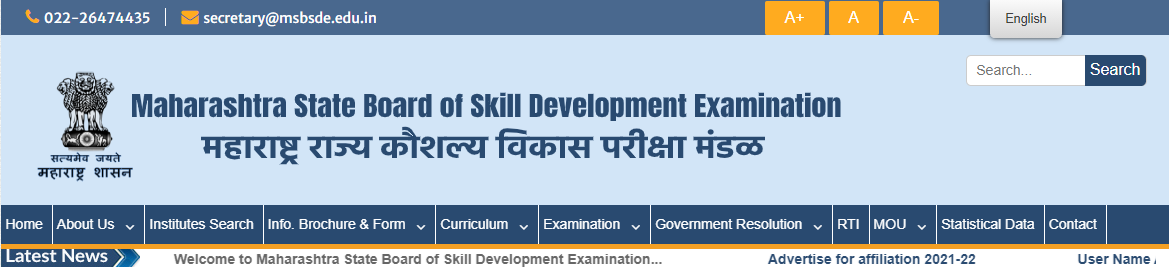 022-26474435 secretary@msbsde.edu.in A+ A A- English
Search... Search
Maharashtra State Board of Skill Development Examination
महाराष्ट्र राज्य कौशल्य विकास परीक्षा मंडळ
सत्यमेव जयते
महाराष्ट्र शासन
Home About Us Institutes Search Info. Brochure & Form Curriculum Examination Government Resolution RTI MOU Statistical Data Contact
Latest News Welcome to Maharashtra State Board of Skill Development Examination... Advertise for affiliation 2021-22 User Name